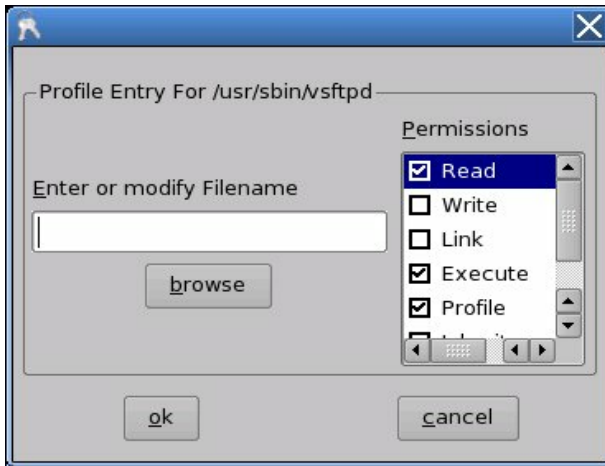 Profile Entry For /usr/sbin/vsftpd
Permissions
Read
Write
Link
Execute
Profile
Enter or modify Filename
browse
ok
cancel